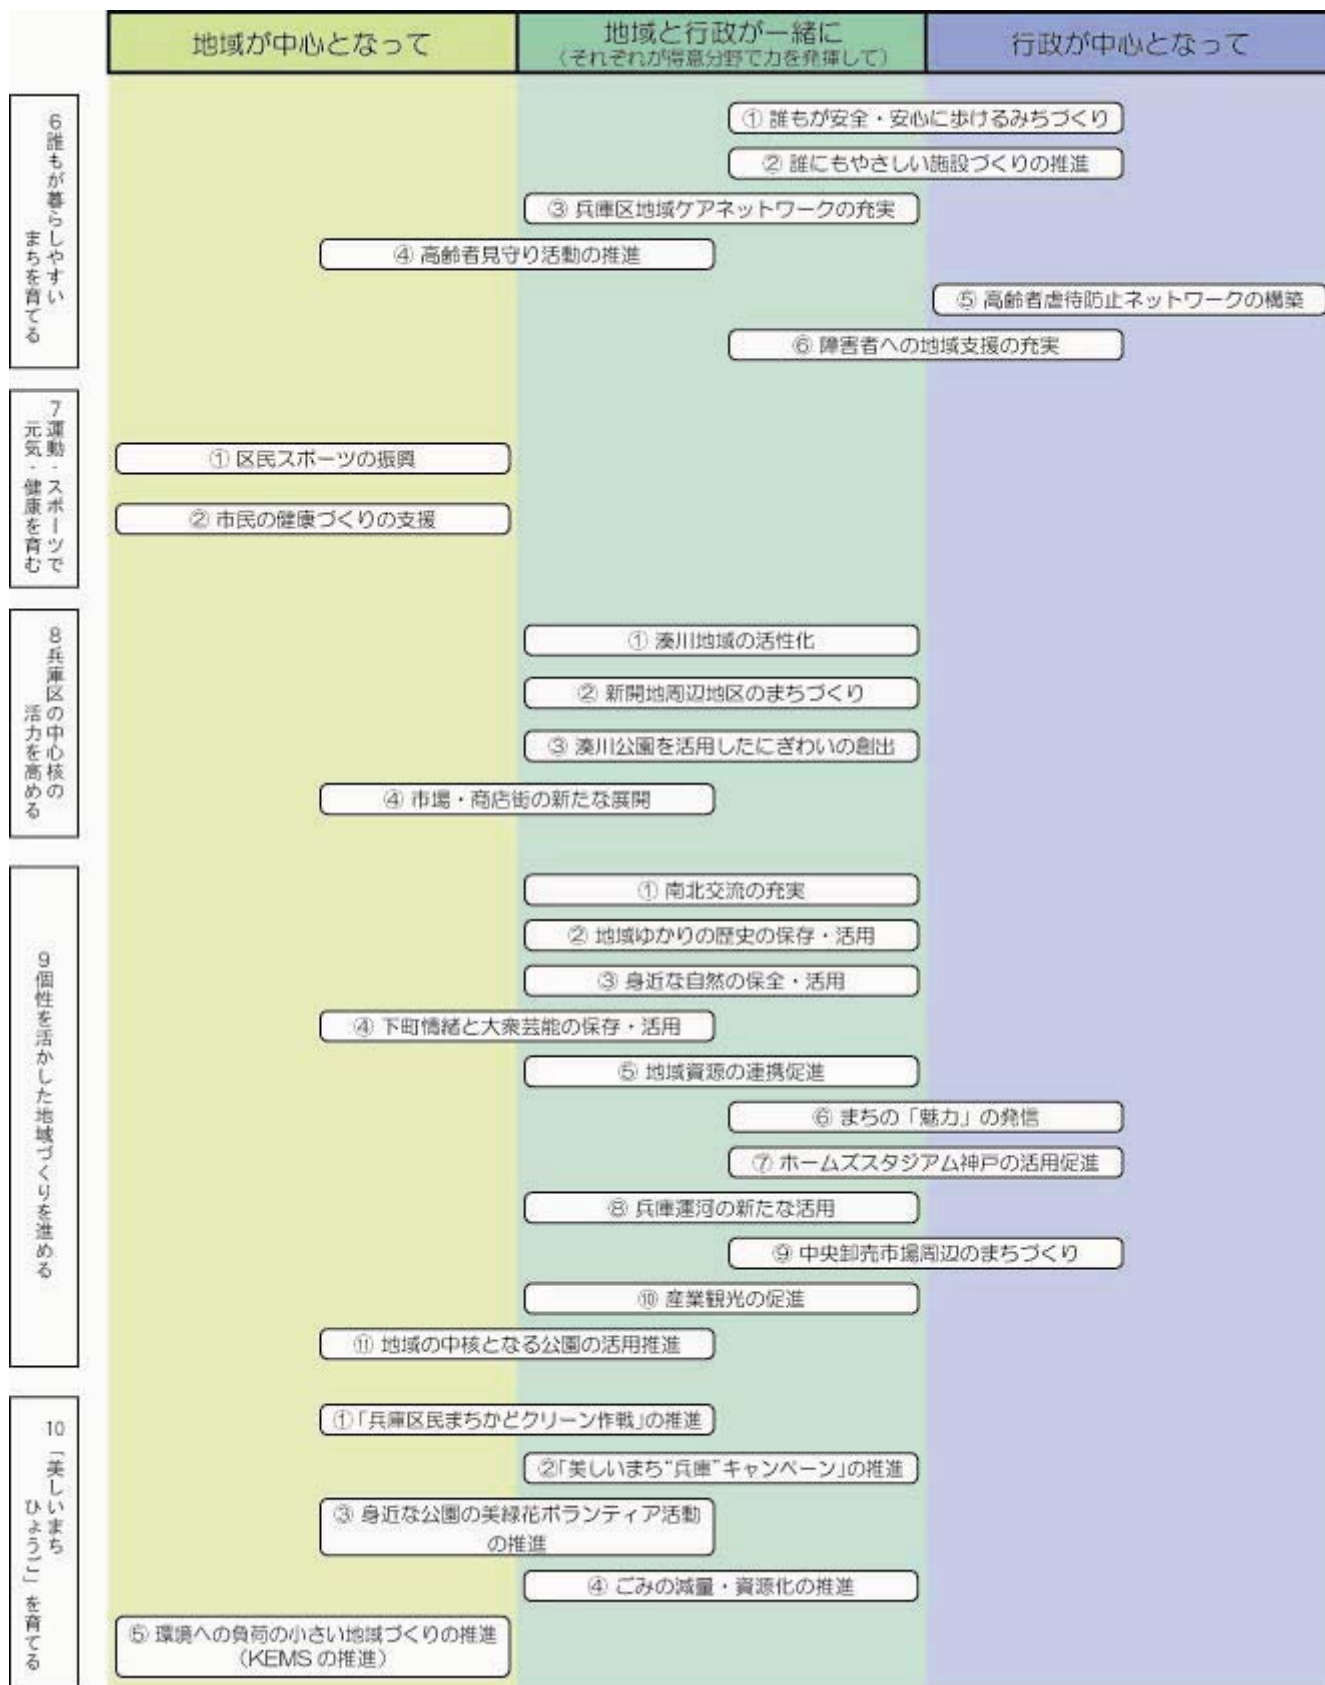 地域が中心となって
地域と行政が一緒に
(それぞれが得意分野で力を発揮して)
行政が中心となって
6 誰もが暮らしやすい
まちを育てる
① 誰もが安全・安心に歩けるみちづくり
② 誰にもやさしい施設づくりの推進
③ 兵庫区地域ケアネットワークの充実
④ 高齢者見守り活動の推進
⑤ 高齢者虐待防止ネットワークの構築
⑥ 障害者への地域支援の充実
7 運動・スポーツで
元気・健康を育む
① 区民スポーツの振興
② 市民の健康づくりの支援
8 兵庫区の中心核の
活力を高める
① 湊川地域の活性化
② 新開地周辺地区のまちづくり
③ 湊川公園を活用したにぎわいの創出
④ 市場・商店街の新たな展開
9 個性を活かした地域づくりを進める
① 南北交流の充実
② 地域ゆかりの歴史の保存・活用
③ 身近な自然の保全・活用
④ 下町情緒と大衆芸能の保存・活用
⑤ 地域資源の連携促進
⑥ まちの「魅力」の発信
⑦ ホームズスタジアム神戸の活用促進
⑧ 兵庫運河の新たな活用
⑨ 中央卸売市場周辺のまちづくり
⑩ 産業観光の促進
⑪ 地域の中核となる公園の活用推進
10 「美しいまち
ひょうご」を育てる
①「兵庫区民まちかどクリーン作戦」の推進
②「美しいまち“兵庫”キャンペーン」の推進
③ 身近な公園の美緑花ボランティア活動
の推進
④ ごみの減量・資源化の推進
⑤ 環境への負荷の小さい地域づくりの推進
(KEMSの推進)